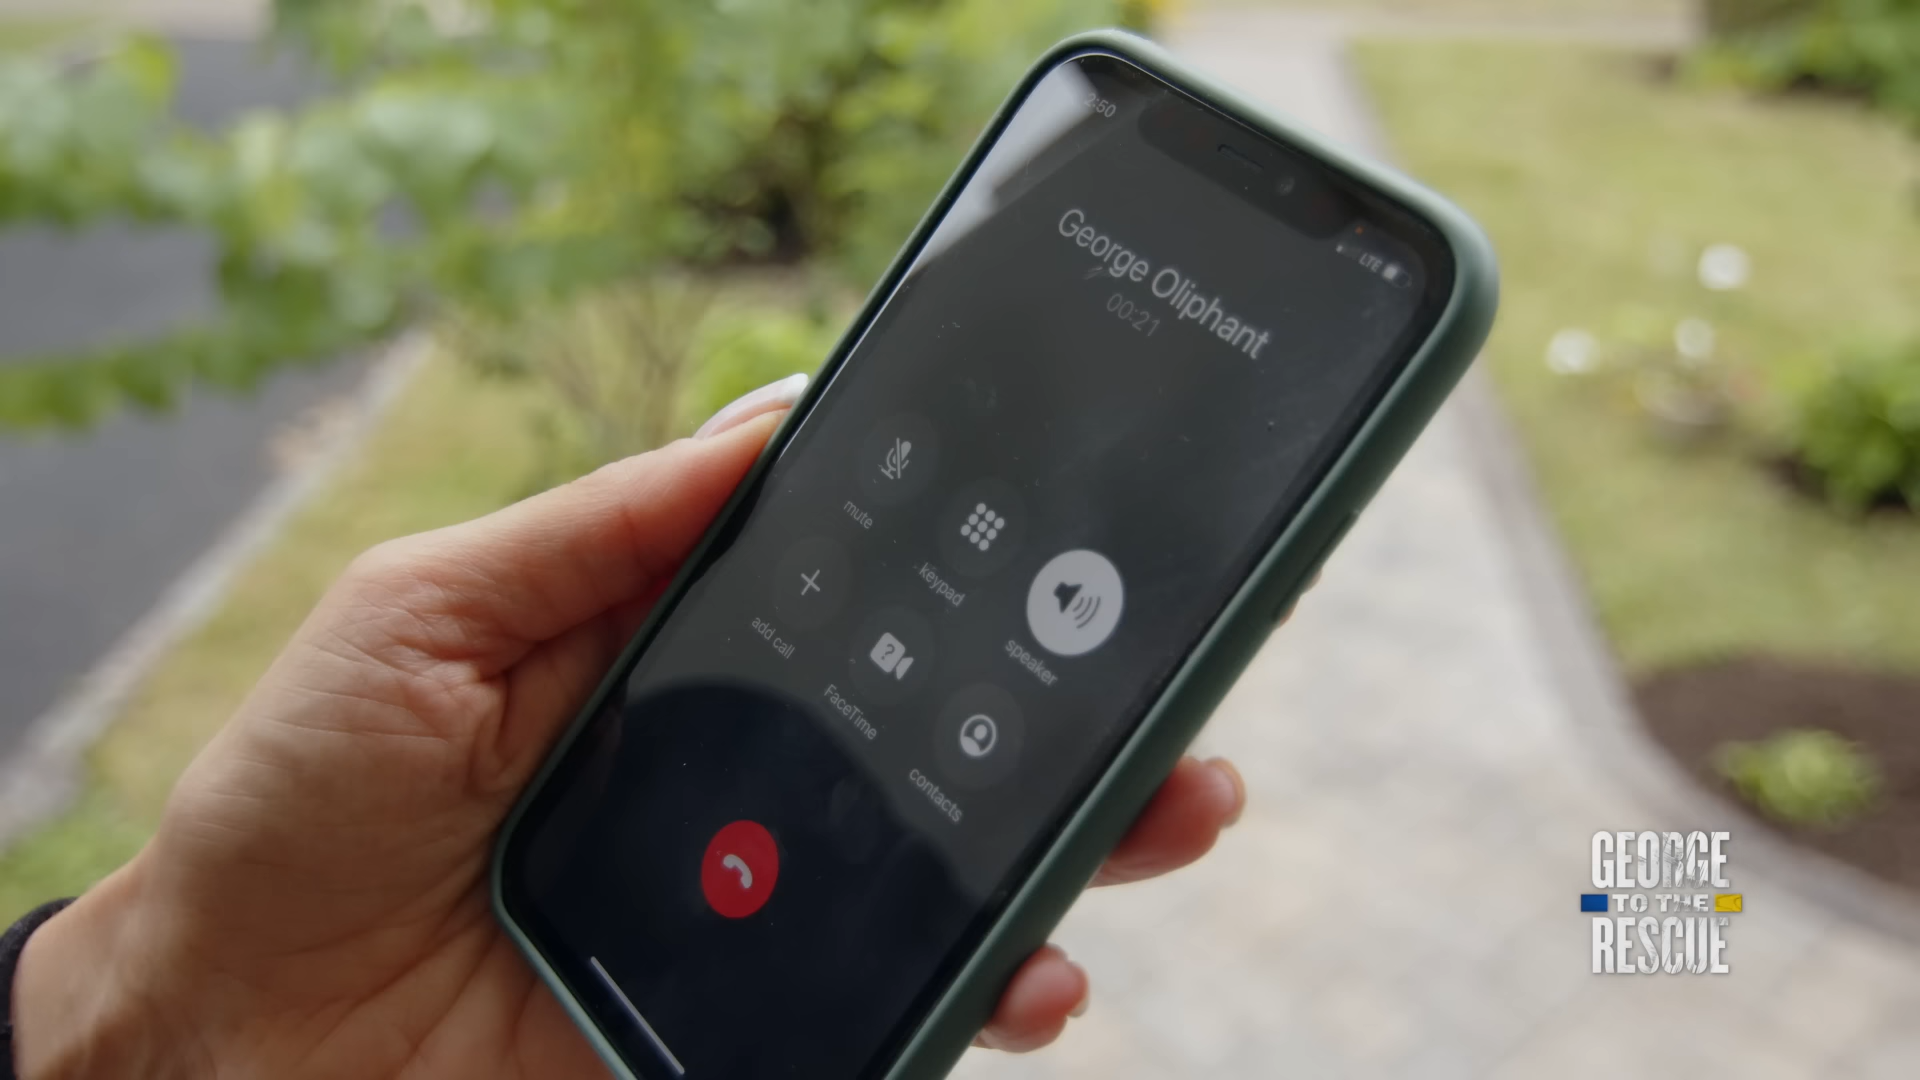 2:50
LTE
George Oliphant
00:21
mute
keypad
speaker
add call
FaceTime
contacts
GEORGE
TO THE
RESCUE